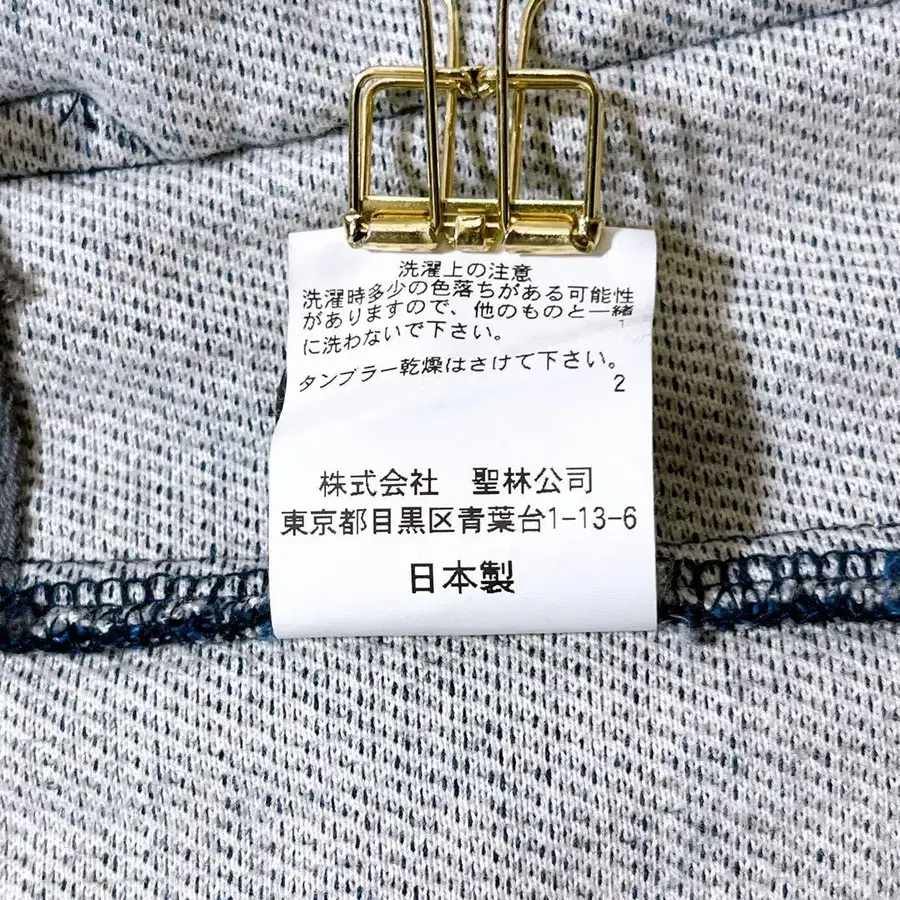 洗濯上の注意
洗濯時多少の色落ちがある可能性
がありますので、他のものと一緒
に洗わないで下さい。
タンブラー乾燥はさけて下さい。
2
株式会社 聖林公司
東京都目黒区青葉台1-13-6
日本製